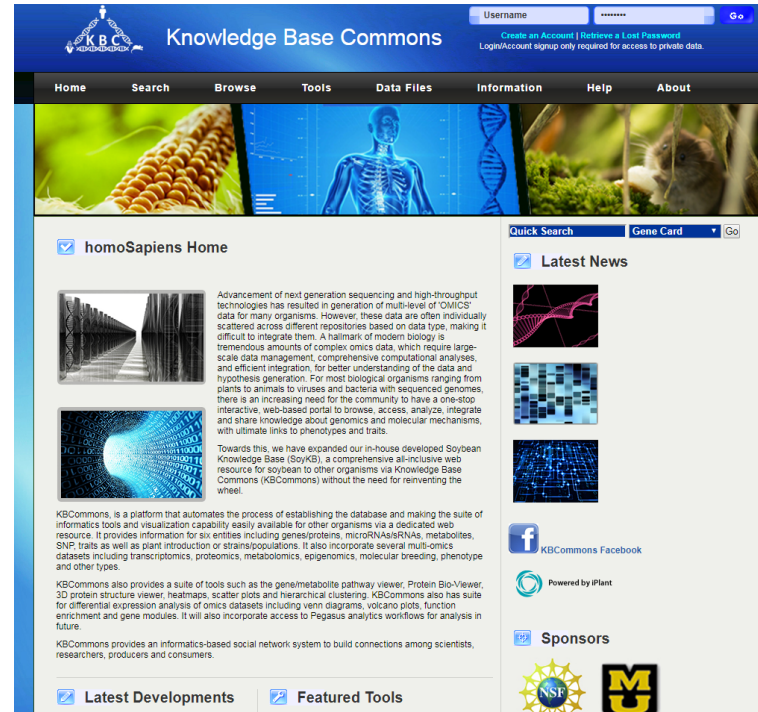 KBC
Knowledge Base Commons
Username
••••••••
Go
Create an Account | Retrieve a Lost Password
Login/Account signup only required for access to private data.
Home Search Browse Tools Data Files Information Help About
homoSapiens Home
Advancement of next generation sequencing and high-throughput
technologies has resulted in generation of multi-level of 'OMICS'
data for many organisms. However, these data are often individually
scattered across different repositories based on data type, making it
difficult to integrate them. A hallmark of modern biology is
tremendous amounts of complex omics data, which require large-
scale data management, comprehensive computational analyses,
and efficient integration, for better understanding of the data and
hypothesis generation. For most biological organisms ranging from
plants to animals to viruses and bacteria with sequenced genomes,
there is an increasing need for the community to have a one-stop
interactive, web-based portal to browse, access, analyze, integrate
and share knowledge about genomics and molecular mechanisms,
with ultimate links to phenotypes and traits.
Towards this, we have expanded our in-house developed Soybean
Knowledge Base (SoyKB), a comprehensive all-inclusive web
resource for soybean to other organisms via Knowledge Base
Commons (KBCommons) without the need for reinventing the
wheel.
KBCommons, is a platform that automates the process of establishing the database and making the suite of
informatics tools and visualization capability easily available for other organisms via a dedicated web
resource. It provides information for six entities including genes/proteins, microRNAs/sRNAs, metabolites,
SNP, traits as well as plant introduction or strains/populations. It also incorporate several multi-omics
datasets including transcriptomics, proteomics, metabolomics, epigenomics, molecular breeding, phenotype
and other types.
KBCommons also provides a suite of tools such as the gene/metabolite pathway viewer, Protein Bio-Viewer,
3D protein structure viewer, heatmaps, scatter plots and hierarchical clustering. KBCommons also has suite
for differential expression analysis of omics datasets including venn diagrams, volcano plots, function
enrichment and gene modules. It will also incorporate access to Pegasus analytics workflows for analysis in
future.
KBCommons provides an informatics-based social network system to build connections among scientists,
researchers, producers and consumers.
Latest Developments
Featured Tools
Quick Search
Gene Card
Go
Latest News
KBCommons Facebook
Powered by iPlant
Sponsors
NSF
MU